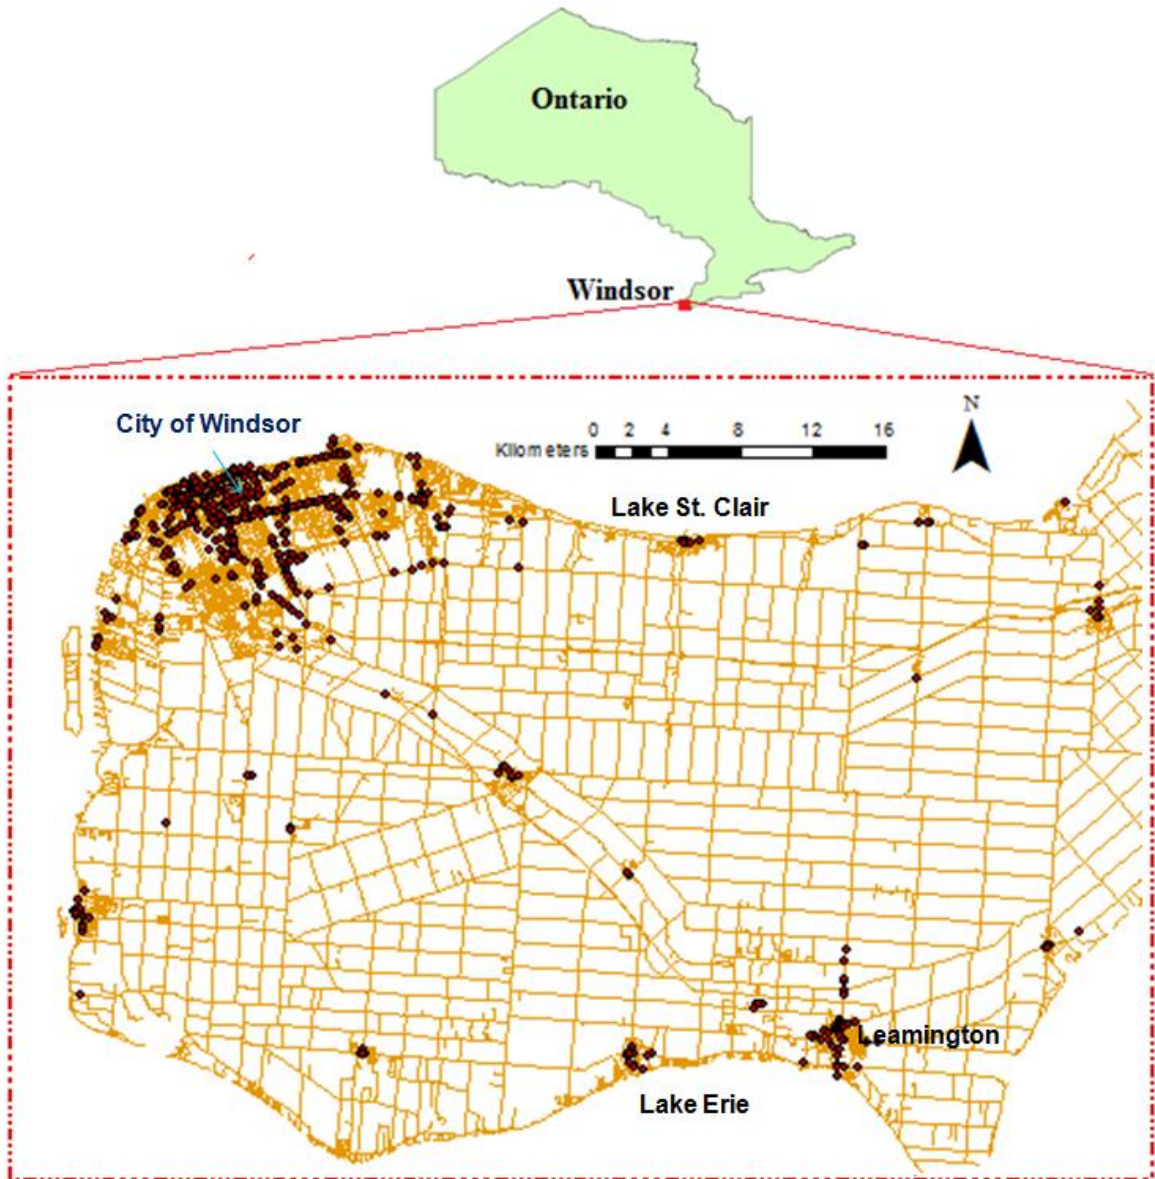 Ontario
Windsor
City of Windsor
N
0 2 4 8 12 16
Kilometers
Lake St. Clair
Leamington
Lake Erie